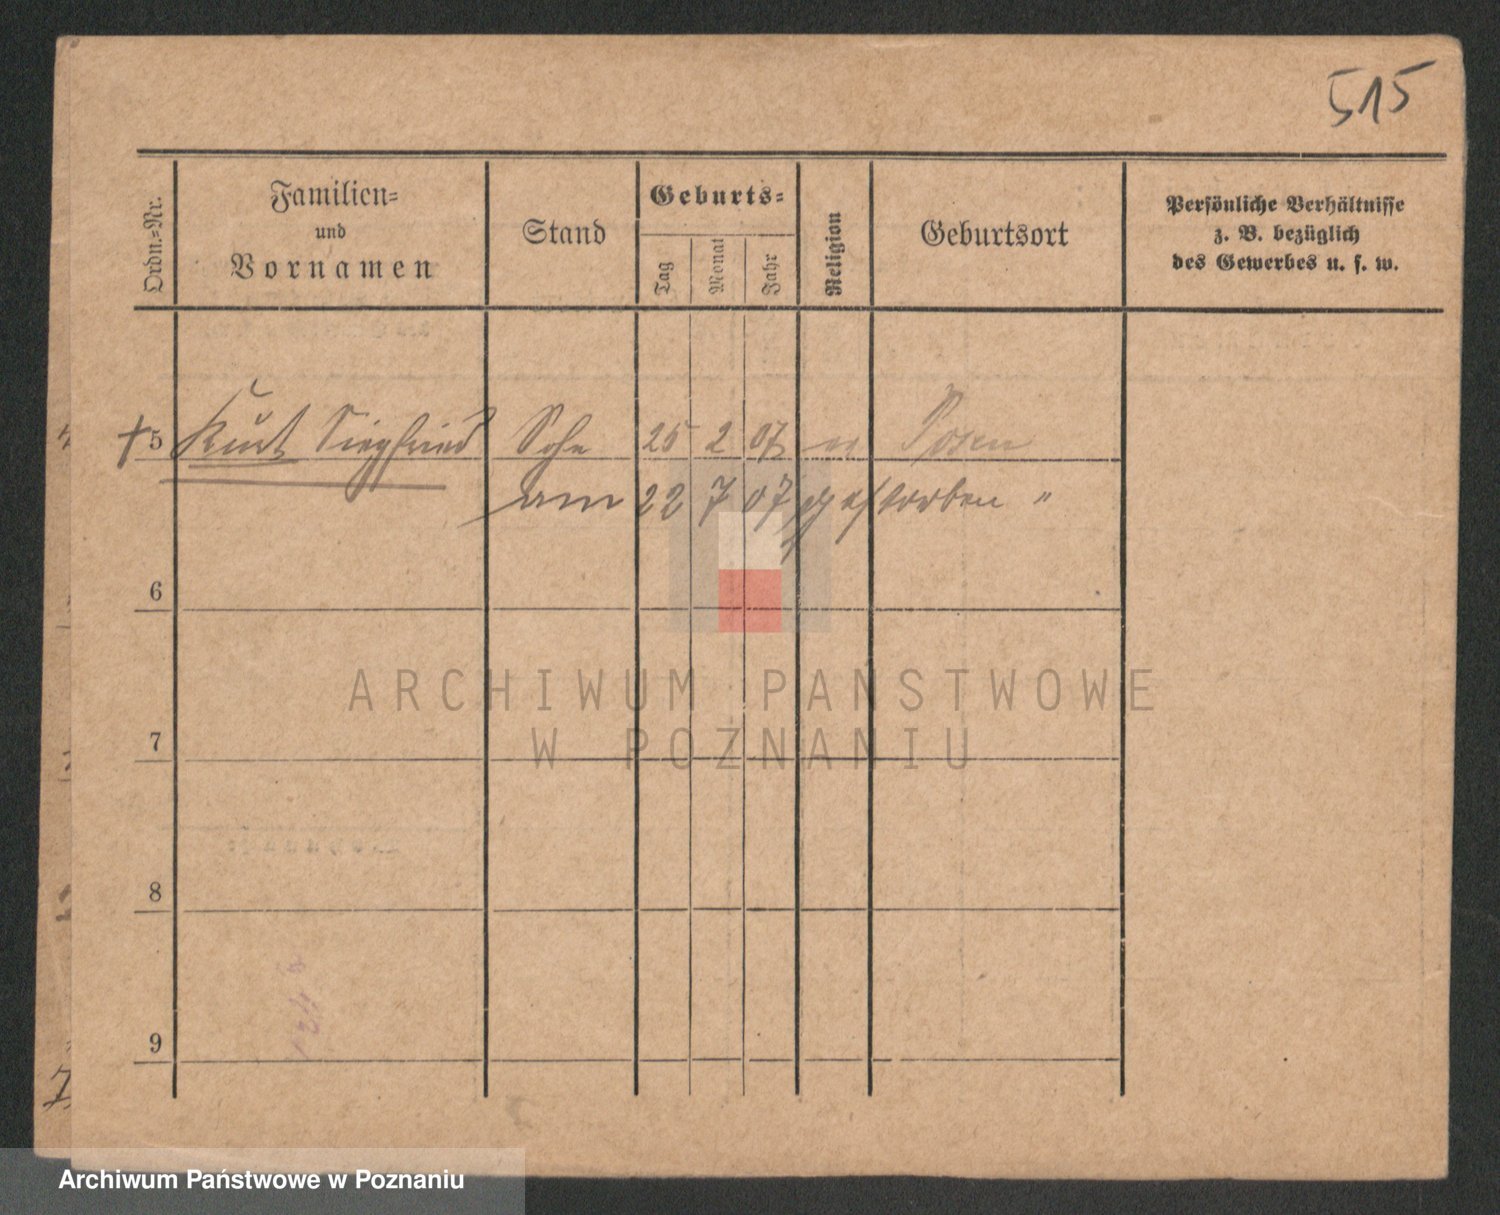 515
Ordn.=Nr.
Familien=
und
Vornamen
Stand
Geburts=
Tag
Monat
Jahr
Religion
Geburtsort
Persönliche Verhältnisse
z. B. bezüglich
des Gewerbes u. s. w.
† 5 Kurt Siegfried Sohn 25 2 07 Posen
am 22 7 07 gestorben "
6
ARCHIWUM PAŃSTWOWE
W POZNANIU
7
8
9
Archiwum Państwowe w Poznaniu